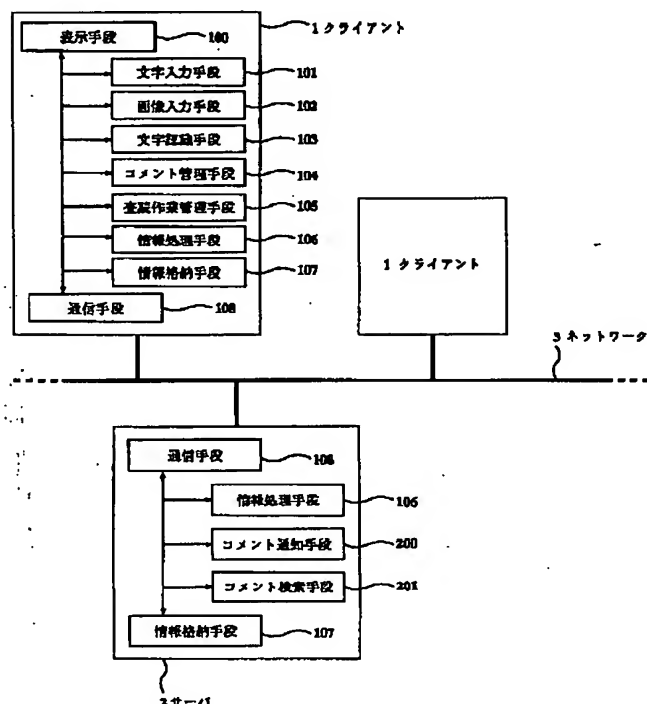 1 クライアント
表示手段 100
文字入力手段 101
画像入力手段 102
文字認識手段 103
コメント管理手段 104
査読作業管理手段 105
情報処理手段 106
情報格納手段 107
通信手段 108
1 クライアント
3 ネットワーク
通信手段 108
情報処理手段 106
コメント通知手段 200
コメント検索手段 201
情報格納手段 107
2 サーバ